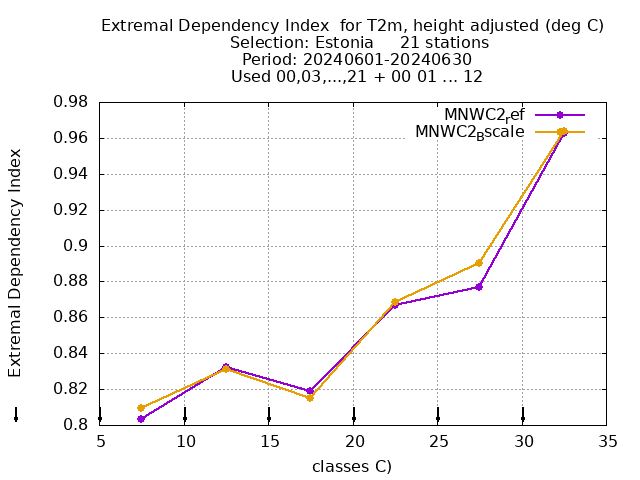 Extremal Dependency Index  for T2m, height adjusted (deg C)
Selection: Estonia     21 stations
Period: 20240601-20240630
Used 00,03,...,21 + 00 01 ... 12
MNWC2ref
MNWC2Bscale
Extremal Dependency Index
0.98
0.96
0.94
0.92
0.9
0.88
0.86
0.84
0.82
0.8
5 10 15 20 25 30 35
classes C)